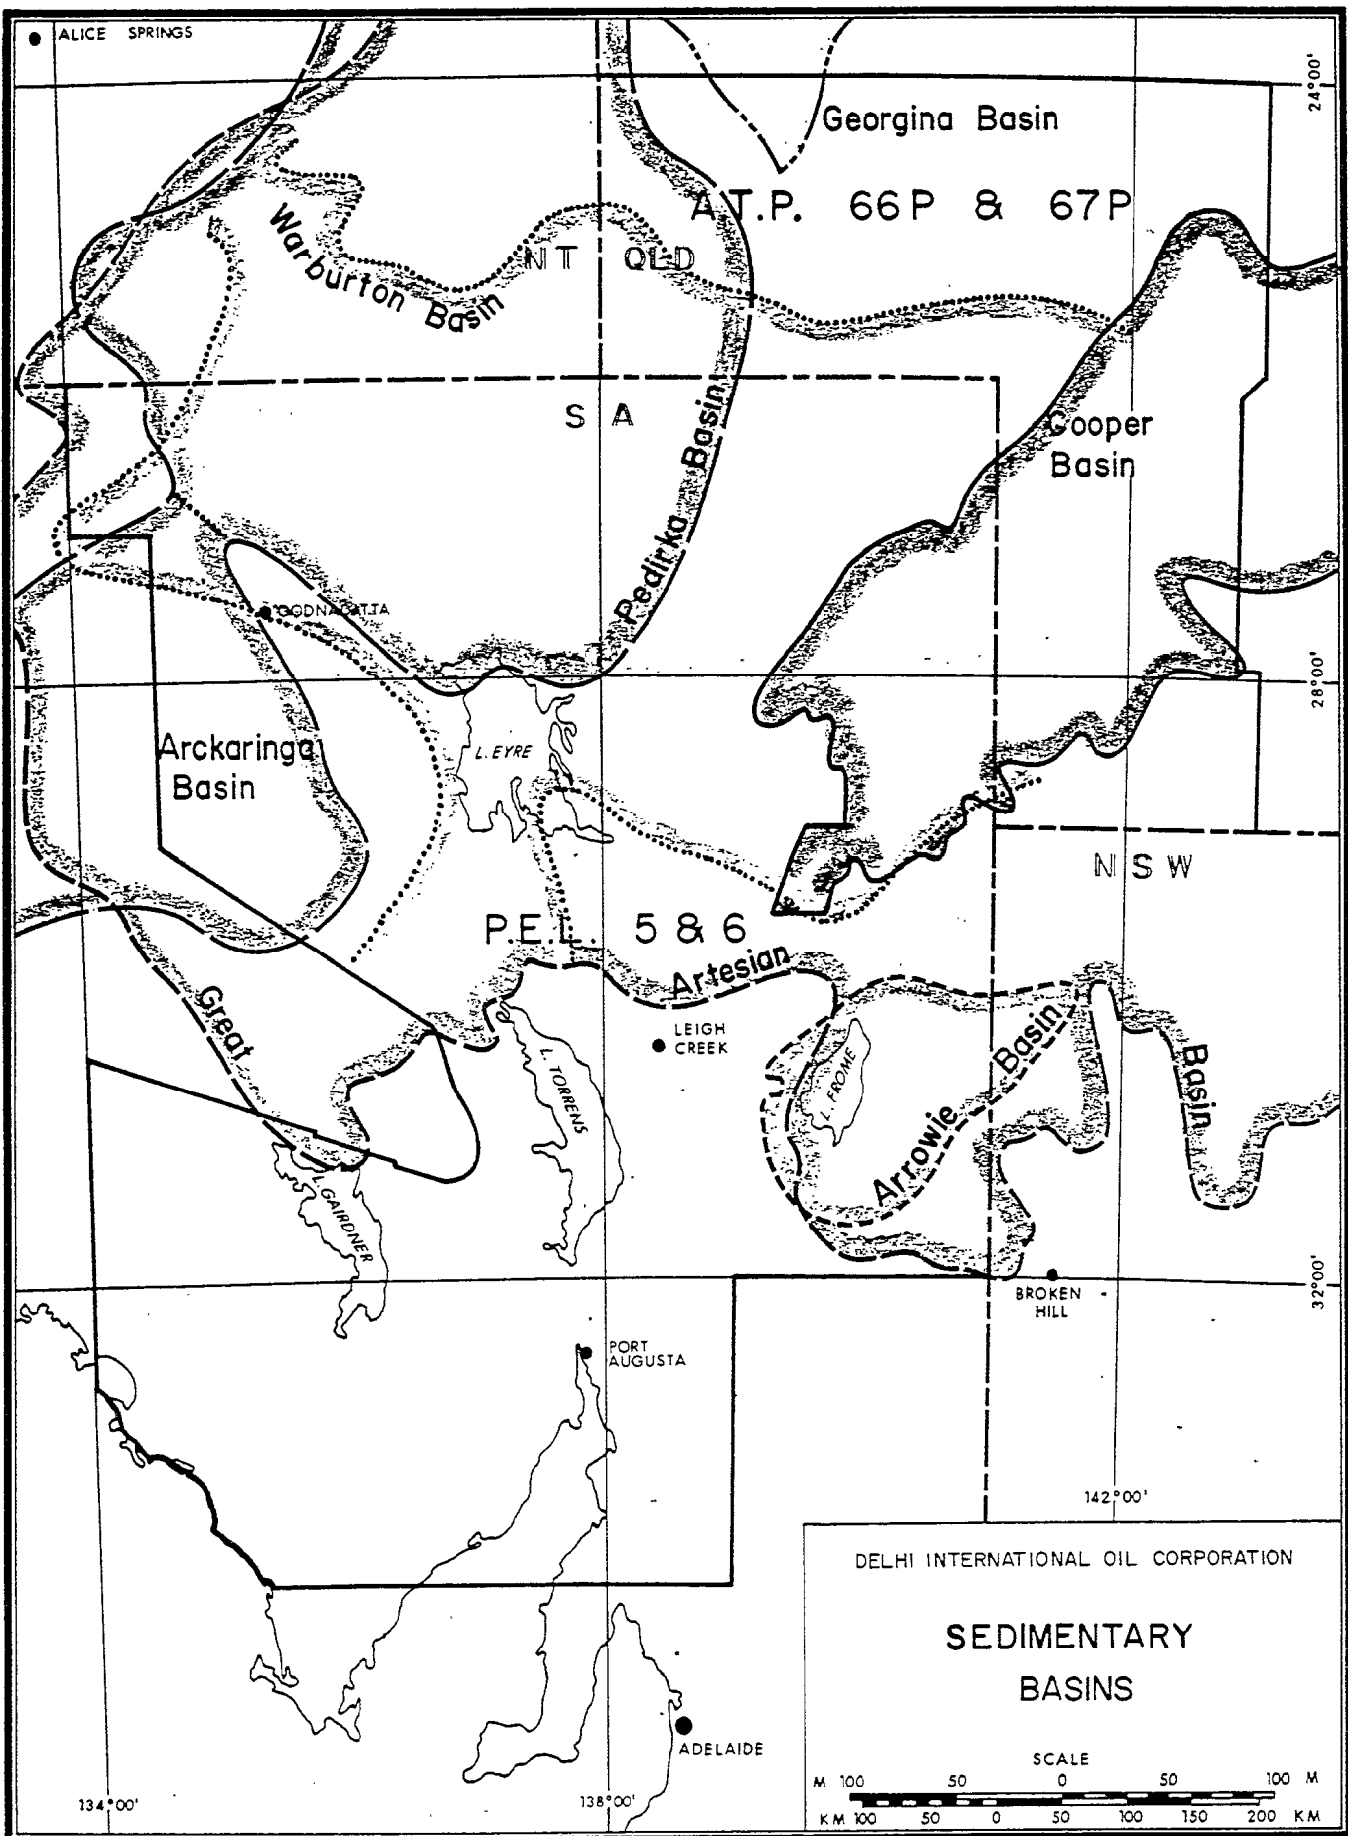 ALICE SPRINGS
24°00'
Georgina Basin
A.T.P. 66P & 67P
Warburton Basin
NT QLD
S A
Pedirka Basin
Cooper
Basin
OODNADATTA
28°00'
Arckaringa
Basin
L. EYRE
N S W
P.E.L. 5 & 6
Great
Artesian
Basin
LEIGH
CREEK
L. TORRENS
L. FROME
Arrowie Basin
L. GAIRDNER
32°00'
BROKEN
HILL
PORT
AUGUSTA
142°00'
DELHI INTERNATIONAL OIL CORPORATION
SEDIMENTARY
BASINS
ADELAIDE
SCALE
M 100 50 0 50 100 M
KM 100 50 0 50 100 150 200 KM
134°00'
138°00'